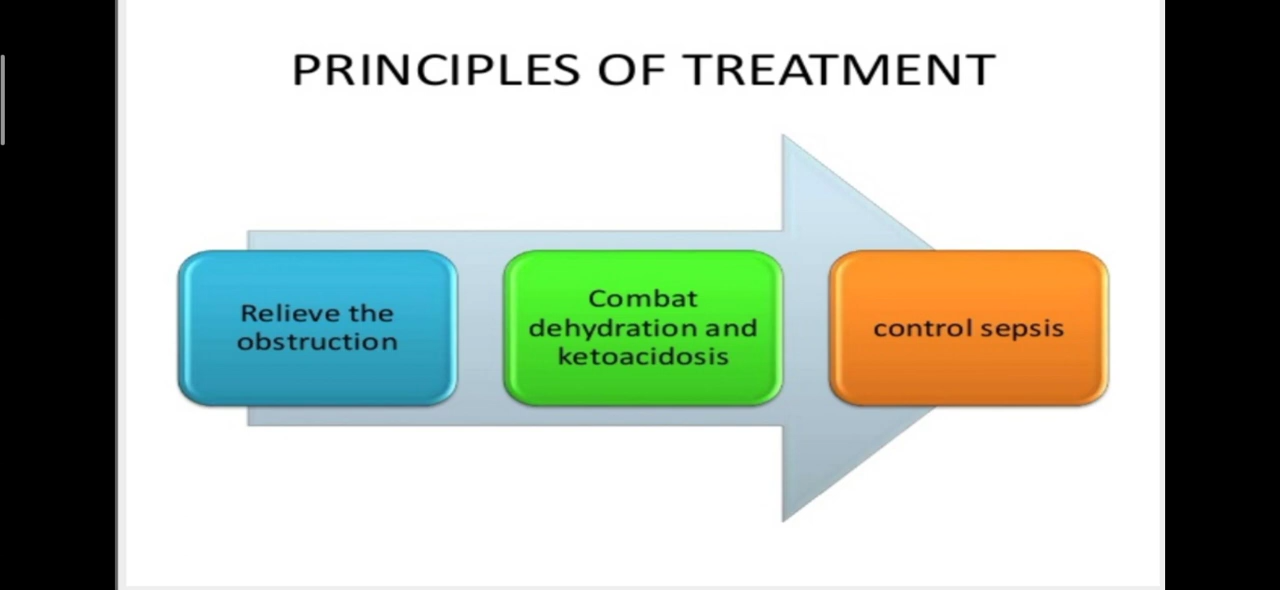 PRINCIPLES OF TREATMENT
Relieve the
obstruction
Combat
dehydration and
ketoacidosis
control sepsis